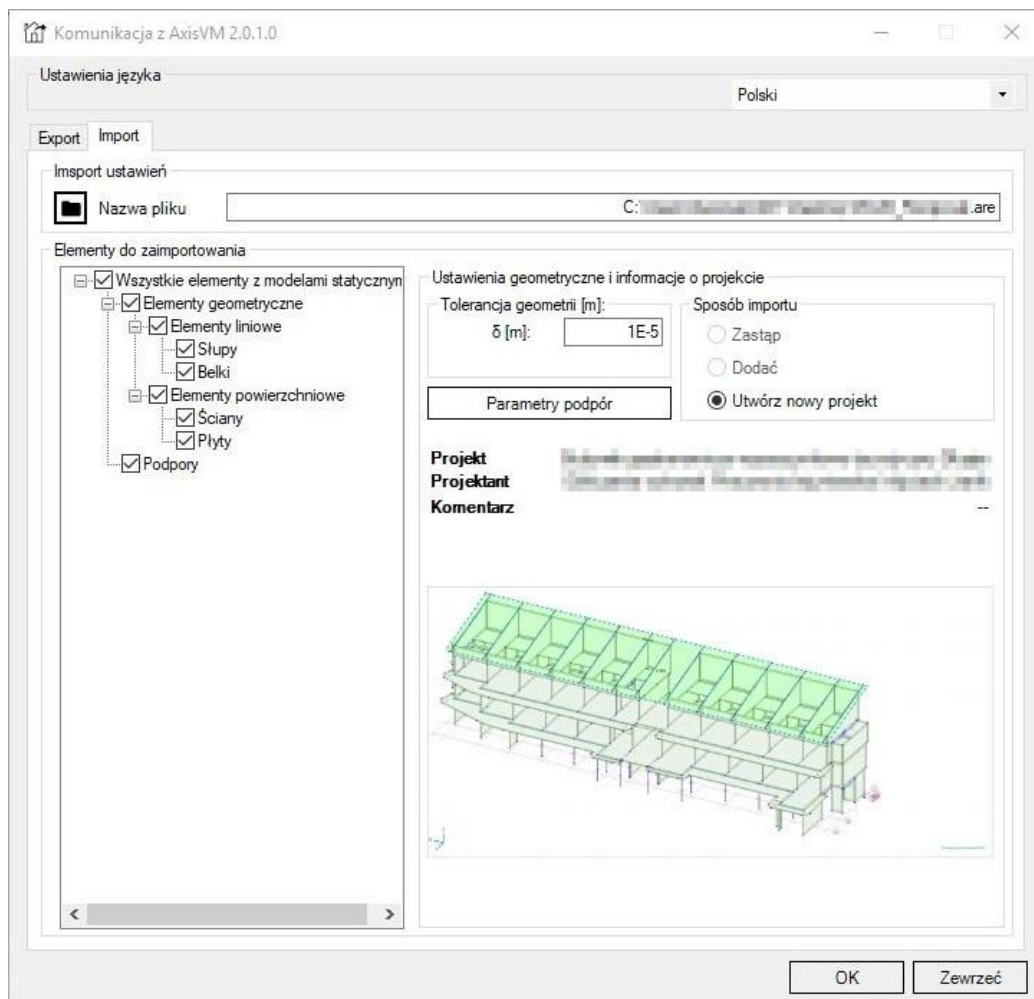 Komunikacja z AxisVM 2.0.1.0
Ustawienia języka
Polski
Export Import
Imsport ustawień
Nazwa pliku C: .are
Elementy do zaimportowania
Wszystkie elementy z modelami statycznyn
Elementy geometryczne
Elementy liniowe
Słupy
Belki
Elementy powierzchniowe
Ściany
Płyty
Podpory
Ustawienia geometryczne i informacje o projekcie
Tolerancja geometrii [m]:
δ [m]: 1E-5
Parametry podpór
Sposób importu
Zastąp
Dodać
Utwórz nowy projekt
Projekt
Projektant
Komentarz --
OK Zewrzeć